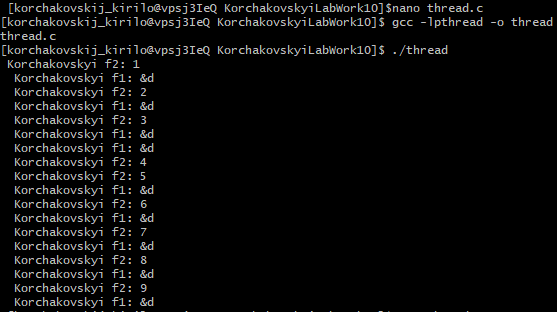 [korchakovskij_kirilo@vpsj3IeQ KorchakovskyiLabWork10]$nano thread.c
[korchakovskij_kirilo@vpsj3IeQ KorchakovskyiLabWork10]$ gcc -lpthread -o thread
thread.c
[korchakovskij_kirilo@vpsj3IeQ KorchakovskyiLabWork10]$ ./thread
Korchakovskyi f2: 1
Korchakovskyi f1: &d
Korchakovskyi f2: 2
Korchakovskyi f2: 3
Korchakovskyi f1: &d
Korchakovskyi f1: &d
Korchakovskyi f2: 4
Korchakovskyi f2: 5
Korchakovskyi f1: &d
Korchakovskyi f2: 6
Korchakovskyi f1: &d
Korchakovskyi f2: 7
Korchakovskyi f1: &d
Korchakovskyi f2: 8
Korchakovskyi f1: &d
Korchakovskyi f2: 9
Korchakovskyi f1: &d